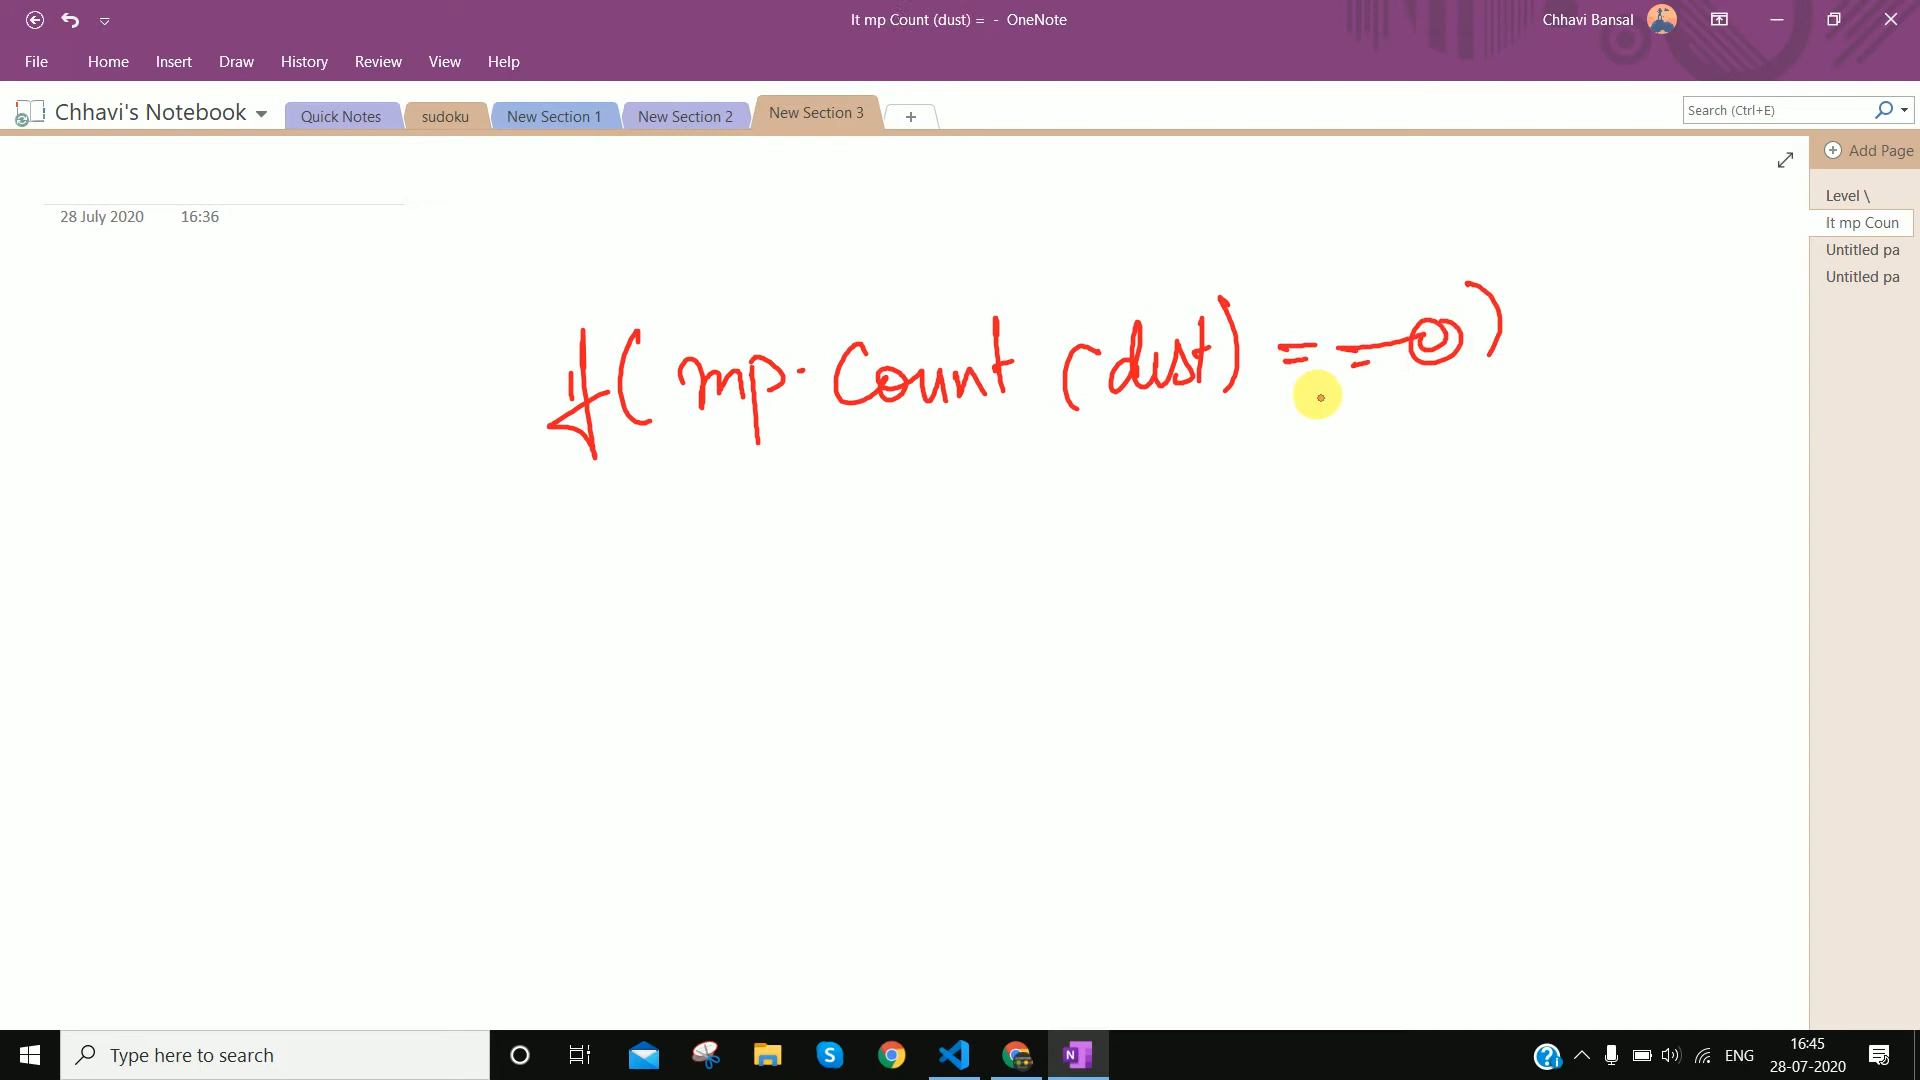 It mp Count (dust) = - OneNote
Chhavi Bansal
File Home Insert Draw History Review View Help
Chhavi's Notebook
Quick Notes
sudoku
New Section 1
New Section 2
New Section 3
+
Search (Ctrl+E)
Add Page
Level \
It mp Coun
Untitled pa
Untitled pa
28 July 2020 16:36
if( mp. Count (dist) == 0)
Type here to search
ENG
16:45
28-07-2020